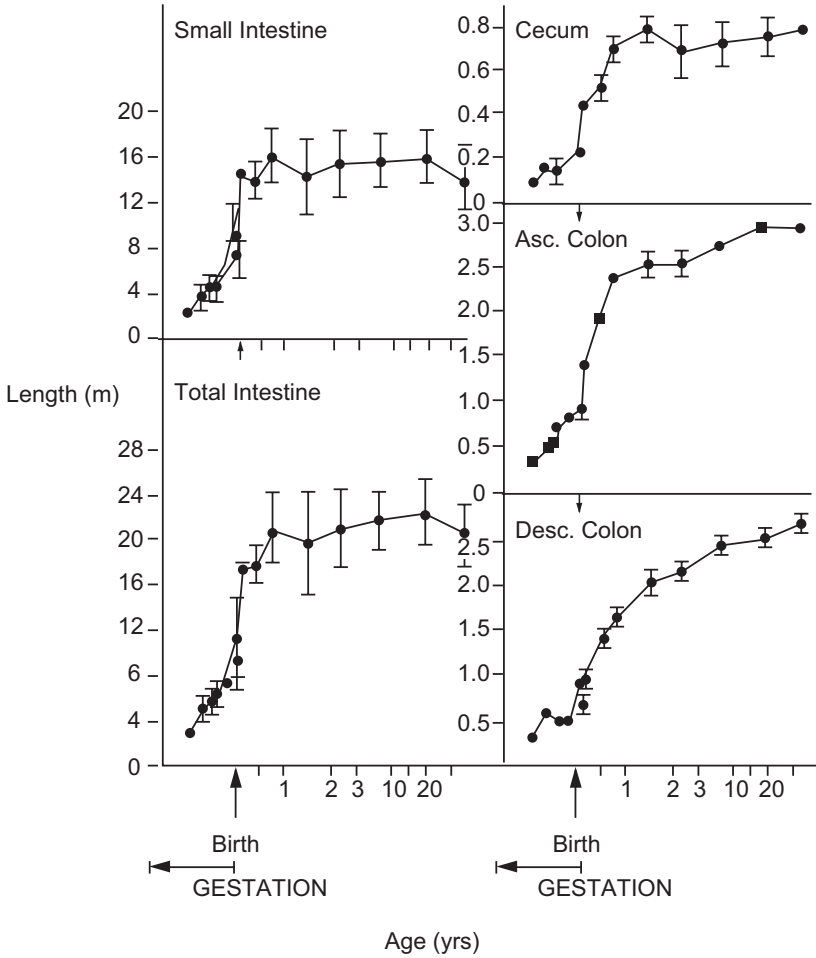 Small Intestine
20
16
12
8
4
0
Length (m)
Total Intestine
28
24
22
20
16
12
6
4
0
1 2 3 10 20
Birth
GESTATION
Cecum
0.8
0.6
0.4
0.2
0
Asc. Colon
3.0
2.5
2.0
1.5
1.0
0.5
0
Desc. Colon
2.5
2.0
1.5
1.0
0.5
1 2 3 10 20
Birth
GESTATION
Age (yrs)